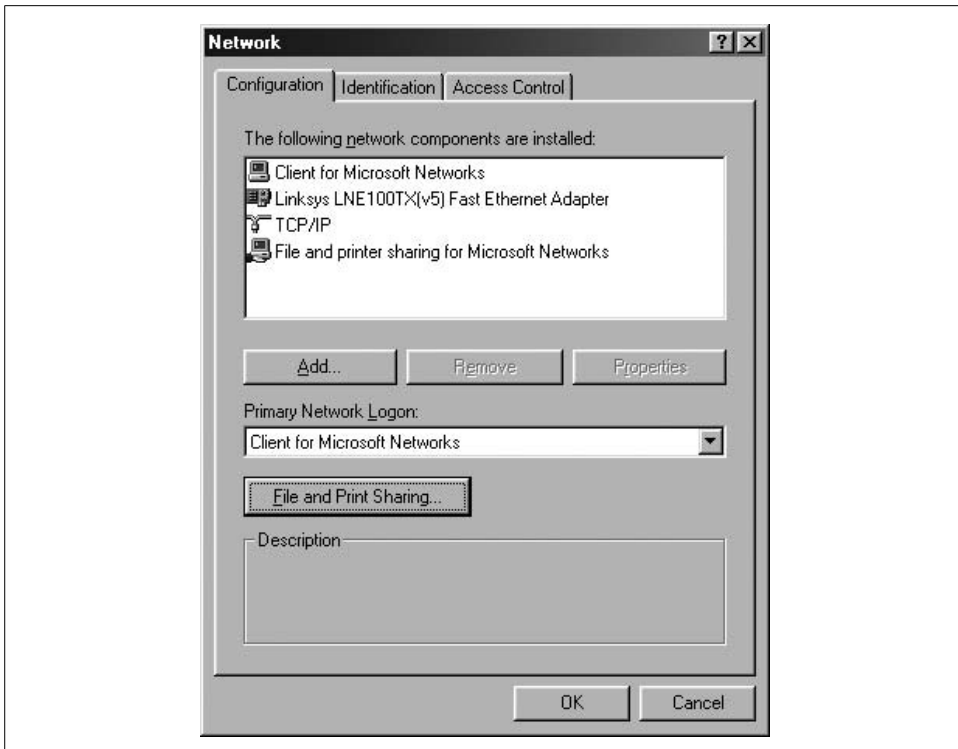 Network
Configuration Identification Access Control
The following network components are installed:
Client for Microsoft Networks
Linksys LNE100TX(v5) Fast Ethernet Adapter
TCP/IP
File and printer sharing for Microsoft Networks
Add... Remove Properties
Primary Network Logon:
Client for Microsoft Networks
File and Print Sharing...
Description
OK Cancel